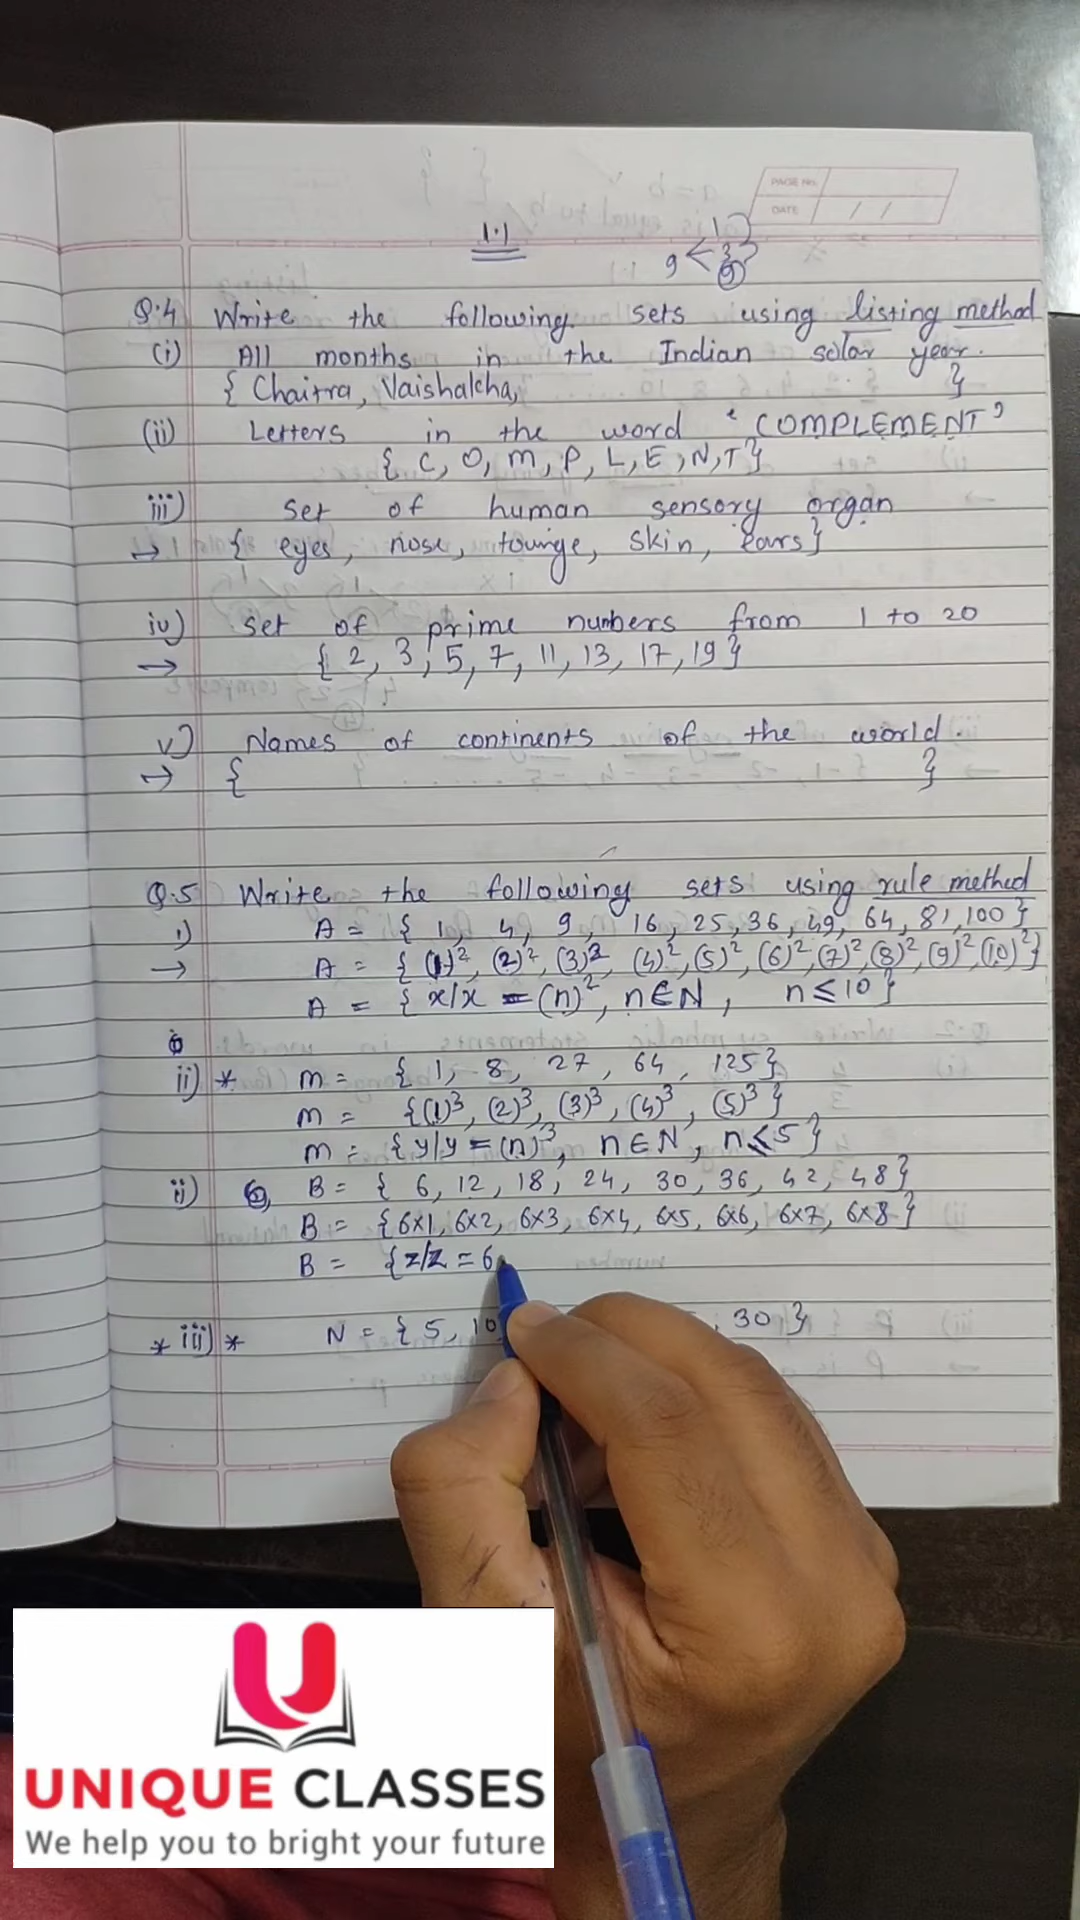 PAGE No.
DATE / /
1.1
9 < 1
3
9
Q.4 Write the following sets using listing method
(i) All months in the Indian solar year.
{ Chaitra, Vaishakha, }
(ii) Letters in the word 'COMPLEMENT'
{ C, O, M, P, L, E, N, T }
iii) set of human sensory organ
→ { eyes, nose, tounge, skin, ears }
iv) set of prime numbers from 1 to 20
→ { 2, 3, 5, 7, 11, 13, 17, 19 }
v) Names of continents of the world.
→ { }
Q.5 Write the following sets using rule method
i) A = { 1, 4, 9, 16, 25, 36, 49, 64, 81, 100 }
→ A = { (1)², (2)², (3)², (4)², (5)², (6)², (7)², (8)², (9)², (10)² }
A = { x/x = (n)², n∈N, n≤10 }
ii) * m = { 1, 8, 27, 64, 125 }
m = { (1)³, (2)³, (3)³, (4)³, (5)³ }
m = { y/y = (n)³, n∈N, n≤5 }
ii) B = { 6, 12, 18, 24, 30, 36, 42, 48 }
B = { 6×1, 6×2, 6×3, 6×4, 6×5, 6×6, 6×7, 6×8 }
B = { z/z = 6
* iii) * N = { 5, 10 , 30 }
UNIQUE CLASSES
We help you to bright your future